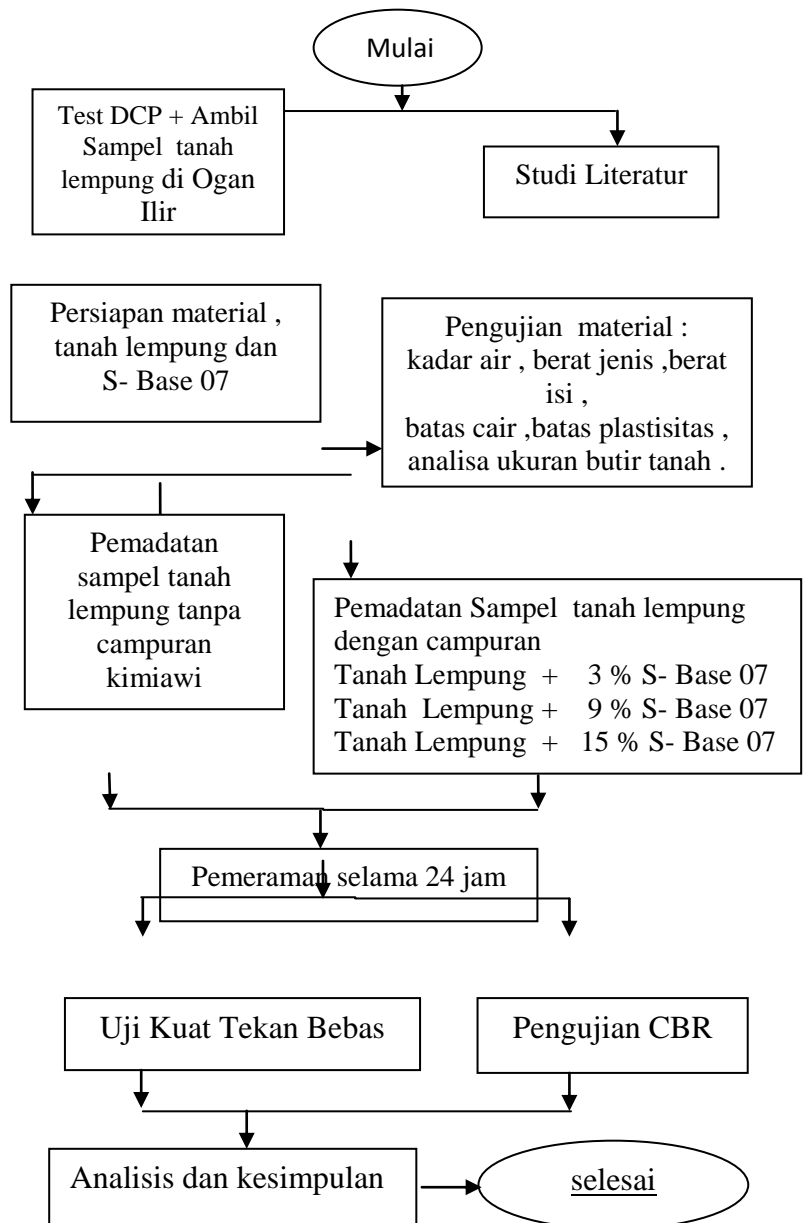 Mulai
Test DCP + Ambil
Sampel tanah
lempung di Ogan
Ilir
Studi Literatur
Persiapan material ,
tanah lempung dan
S- Base 07
Pengujian material :
kadar air , berat jenis ,berat
isi ,
batas cair ,batas plastisitas ,
analisa ukuran butir tanah .
Pemadatan
sampel tanah
lempung tanpa
campuran
kimiawi
Pemadatan Sampel tanah lempung
dengan campuran
Tanah Lempung + 3 % S- Base 07
Tanah Lempung + 9 % S- Base 07
Tanah Lempung + 15 % S- Base 07
Pemeraman selama 24 jam
Uji Kuat Tekan Bebas
Pengujian CBR
Analisis dan kesimpulan
selesai